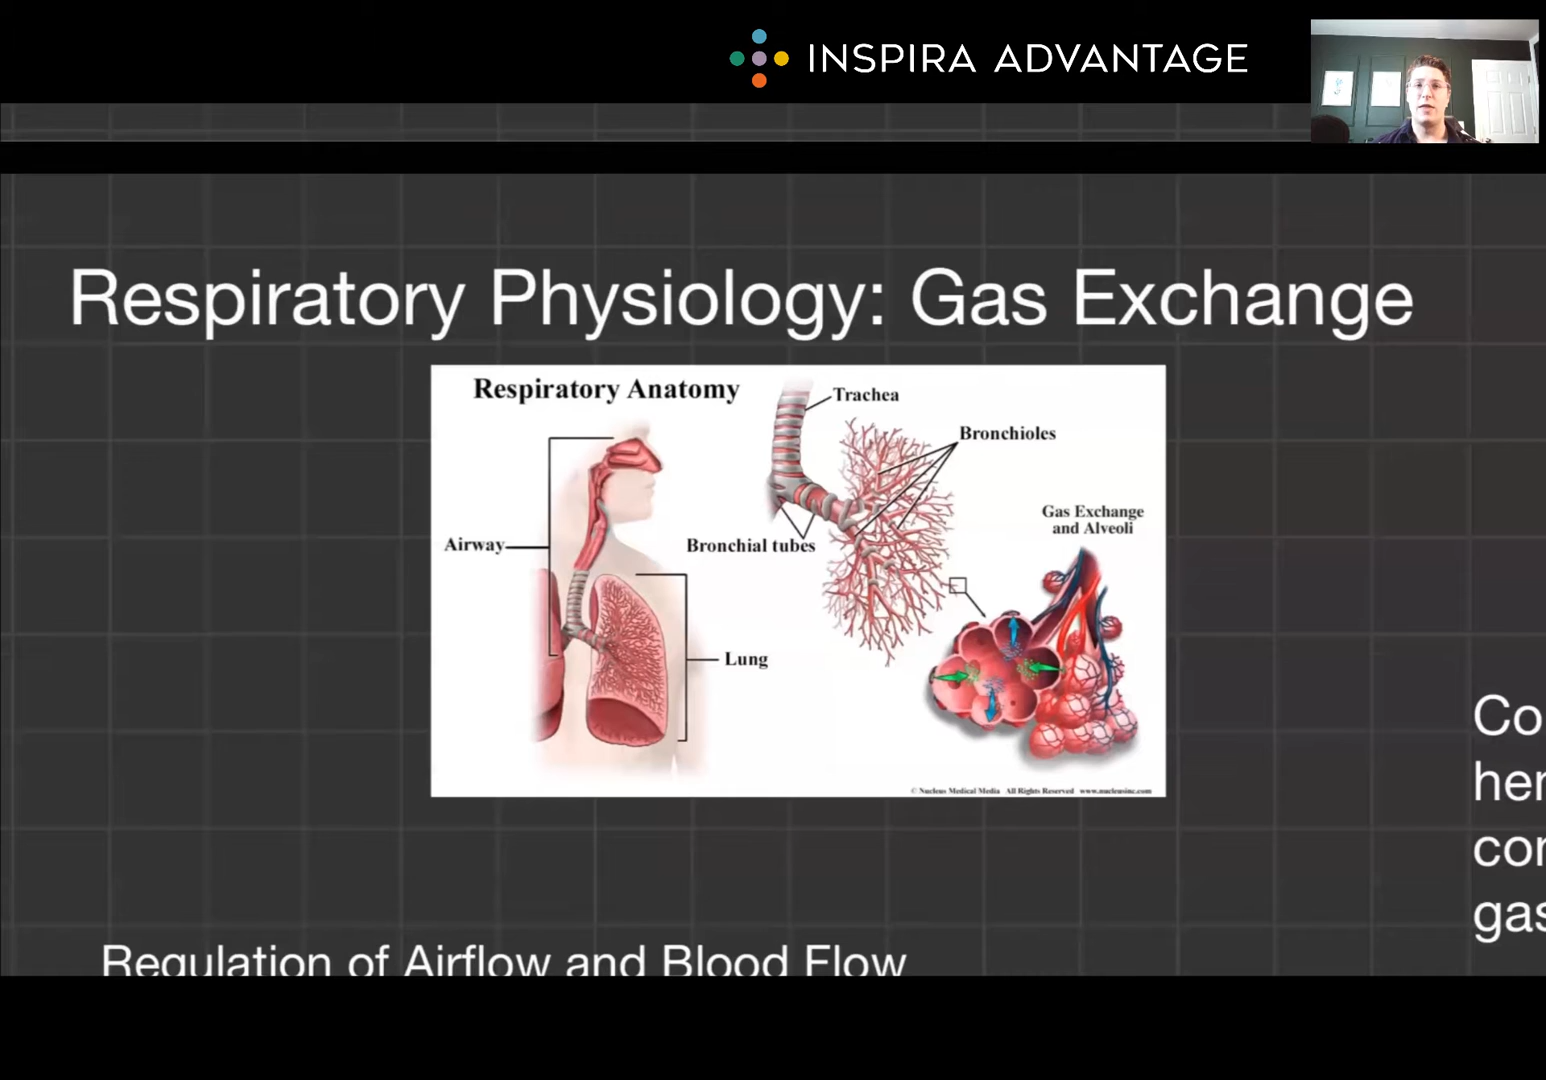 INSPIRA ADVANTAGE
Respiratory Physiology: Gas Exchange
Respiratory Anatomy
Trachea
Bronchioles
Gas Exchange
and Alveoli
Airway
Bronchial tubes
Lung
© Nucleus Medical Media All Rights Reserved www.nucleusinc.com
Co
her
cor
gas
Regulation of Airflow and Blood Flow